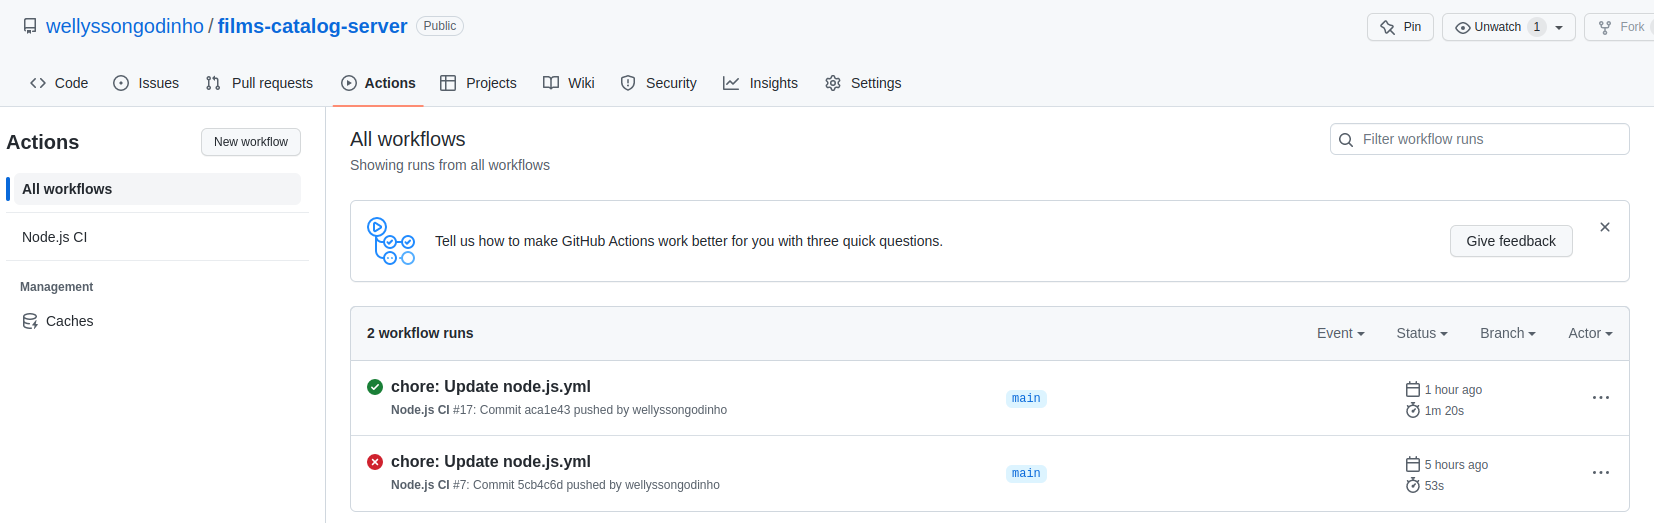 wellyssongodinho / films-catalog-server Public
Pin Unwatch 1 Fork
Code Issues Pull requests Actions Projects Wiki Security Insights Settings
Actions
New workflow
All workflows
Node.js CI
Management
Caches
All workflows
Showing runs from all workflows
Filter workflow runs
Tell us how to make GitHub Actions work better for you with three quick questions.
Give feedback
2 workflow runs
Event Status Branch Actor
chore: Update node.js.yml
Node.js CI #17: Commit aca1e43 pushed by wellyssongodinho
main
1 hour ago
1m 20s
chore: Update node.js.yml
Node.js CI #7: Commit 5cb4c6d pushed by wellyssongodinho
main
5 hours ago
53s